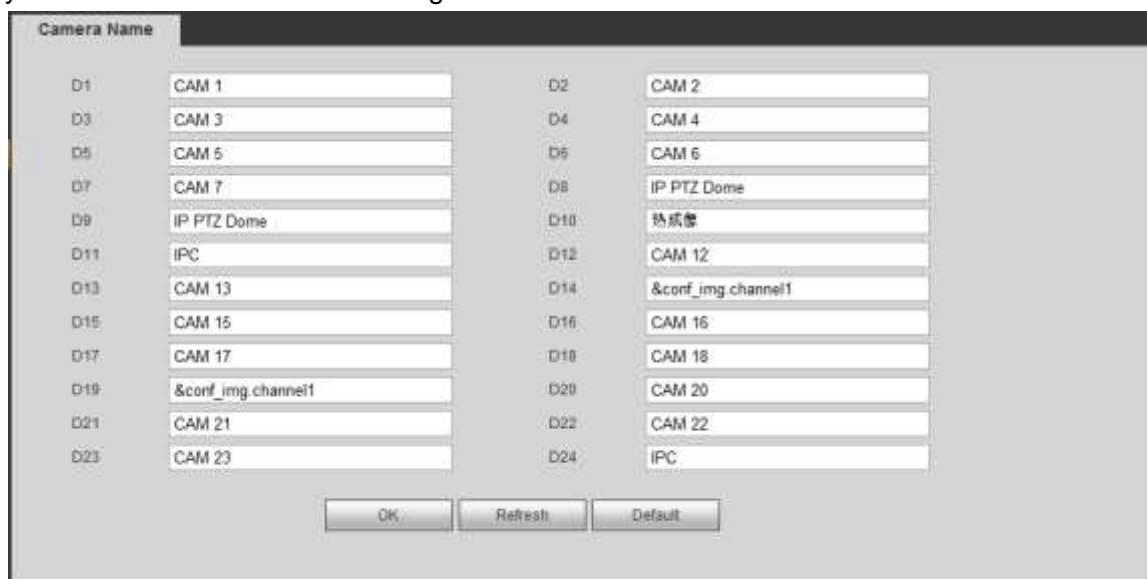 Camera Name
D1 CAM 1 D2 CAM 2
D3 CAM 3 D4 CAM 4
D5 CAM 5 D6 CAM 6
D7 CAM 7 D8 IP PTZ Dome
D9 IP PTZ Dome D10 热成像
D11 IPC D12 CAM 12
D13 CAM 13 D14 &conf_img.channel1
D15 CAM 15 D16 CAM 16
D17 CAM 17 D18 CAM 18
D19 &conf_img.channel1 D20 CAM 20
D21 CAM 21 D22 CAM 22
D23 CAM 23 D24 IPC
OK Refresh Default